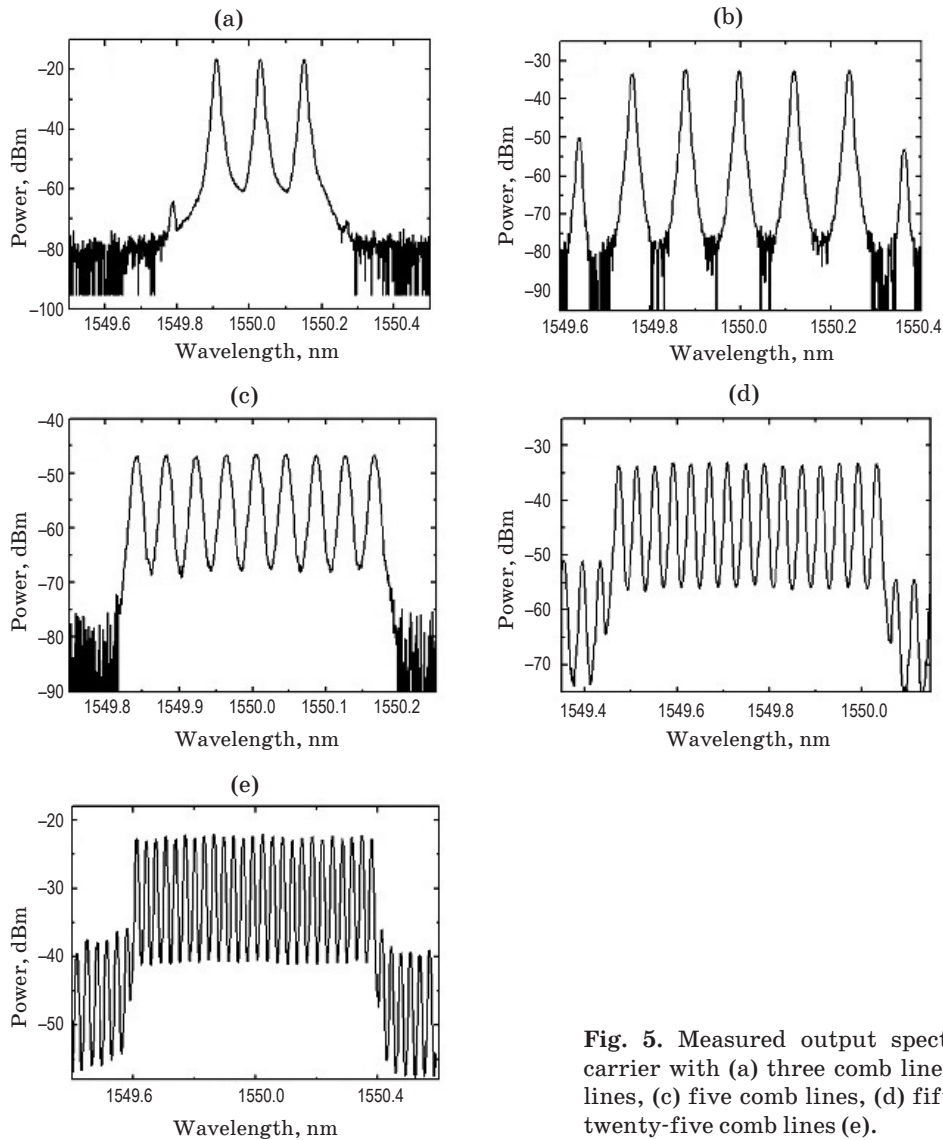 (a)
Power, dBm
–20
–40
–60
–80
–100
1549.6 1549.8 1550.0 1550.2 1550.4
Wavelength, nm
(b)
Power, dBm
–30
–40
–50
–60
–70
–80
–90
1549.6 1549.8 1550.0 1550.2 1550.4
Wavelength, nm
(c)
Power, dBm
–40
–50
–60
–70
–80
–90
1549.8 1549.9 1550.0 1550.1 1550.2
Wavelength, nm
(d)
Power, dBm
–30
–40
–50
–60
–70
1549.4 1549.6 1549.8 1550.0
Wavelength, nm
(e)
Power, dBm
–20
–30
–40
–50
1549.6 1550.0 1550.4
Wavelength, nm
Fig. 5. Measured output spect
carrier with (a) three comb line
lines, (c) five comb lines, (d) fif
twenty-five comb lines (e).